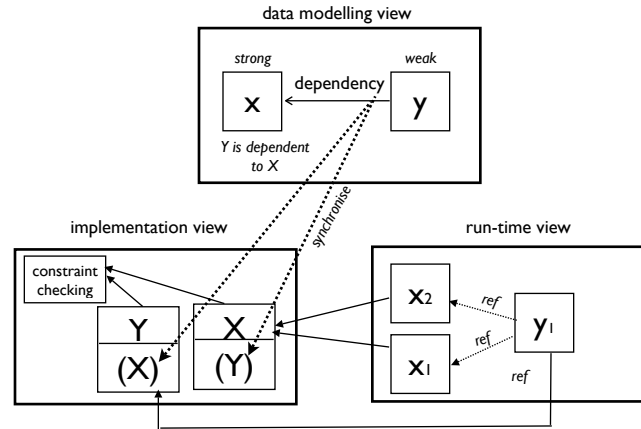 data modelling view
strong
weak
dependency
x
y
Y is dependent
to X
synchronise
implementation view
run-time view
constraint
checking
Y
(X)
X
(Y)
x2
x1
ref
ref
y1
ref